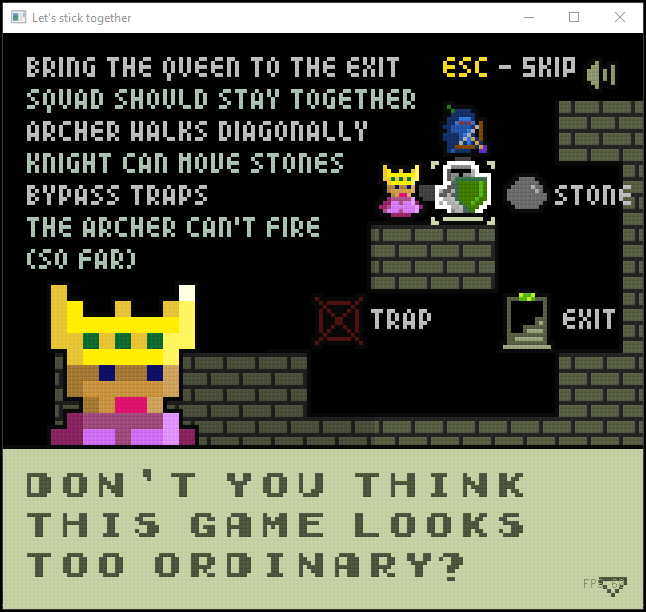 Let's stick together
BRING THE QUEEN TO THE EXIT
ESC - SKIP
SQUAD SHOULD STAY TOGETHER
ARCHER WALKS DIAGONALLY
KNIGHT CAN MOVE STONES
BYPASS TRAPS
STONE
THE ARCHER CAN'T FIRE
(SO FAR)
TRAP
EXIT
DON'T YOU THINK
THIS GAME LOOKS
TOO ORDINARY?
FPS